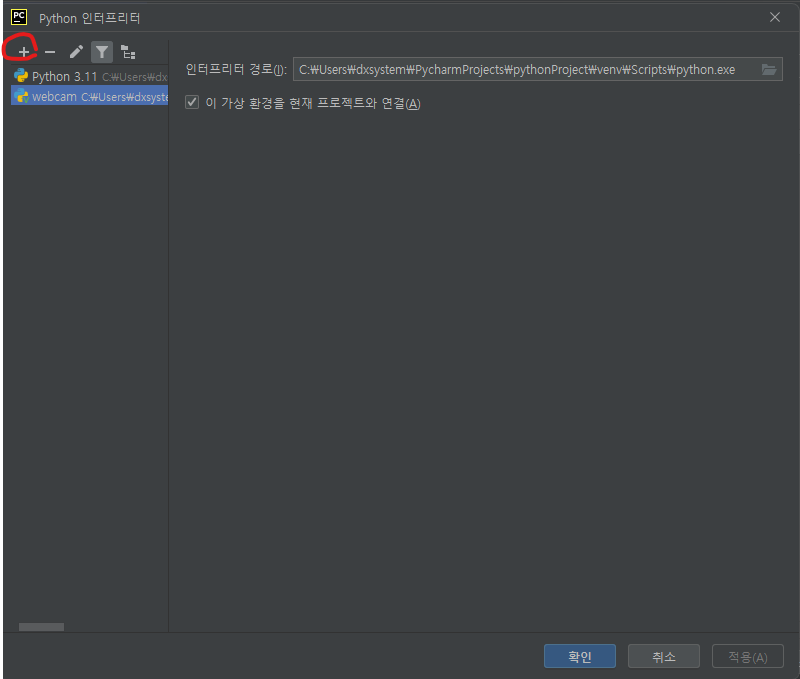 PC Python 인터프리터
Python 3.11 C:₩Users₩dx
webcam C:₩Users₩dxsyste
인터프리터 경로(I): C:₩Users₩dxsystem₩PycharmProjects₩pythonProject₩venv₩Scripts₩python.exe
이 가상 환경을 현재 프로젝트와 연결(A)
확인 취소 적용(A)